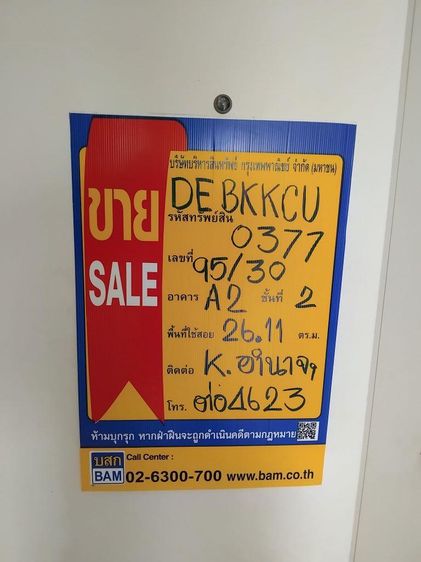 บริษัทบริหารสินทรัพย์ กรุงเทพพาณิชย์ จำกัด (มหาชน)
ขาย
SALE
DEBKKCU
รหัสทรัพย์สิน 0377
เลขที่ 95/30
อาคาร A2 ชั้นที่ 2
พื้นที่ใช้สอย 26.11 ตร.ม.
ติดต่อ K.อำนาจ
โทร. ต่อ4623
ห้ามบุกรุก หากฝ่าฝืนจะถูกดำเนินคดีตามกฎหมาย
บสก
BAM
Call Center :
02-6300-700 www.bam.co.th